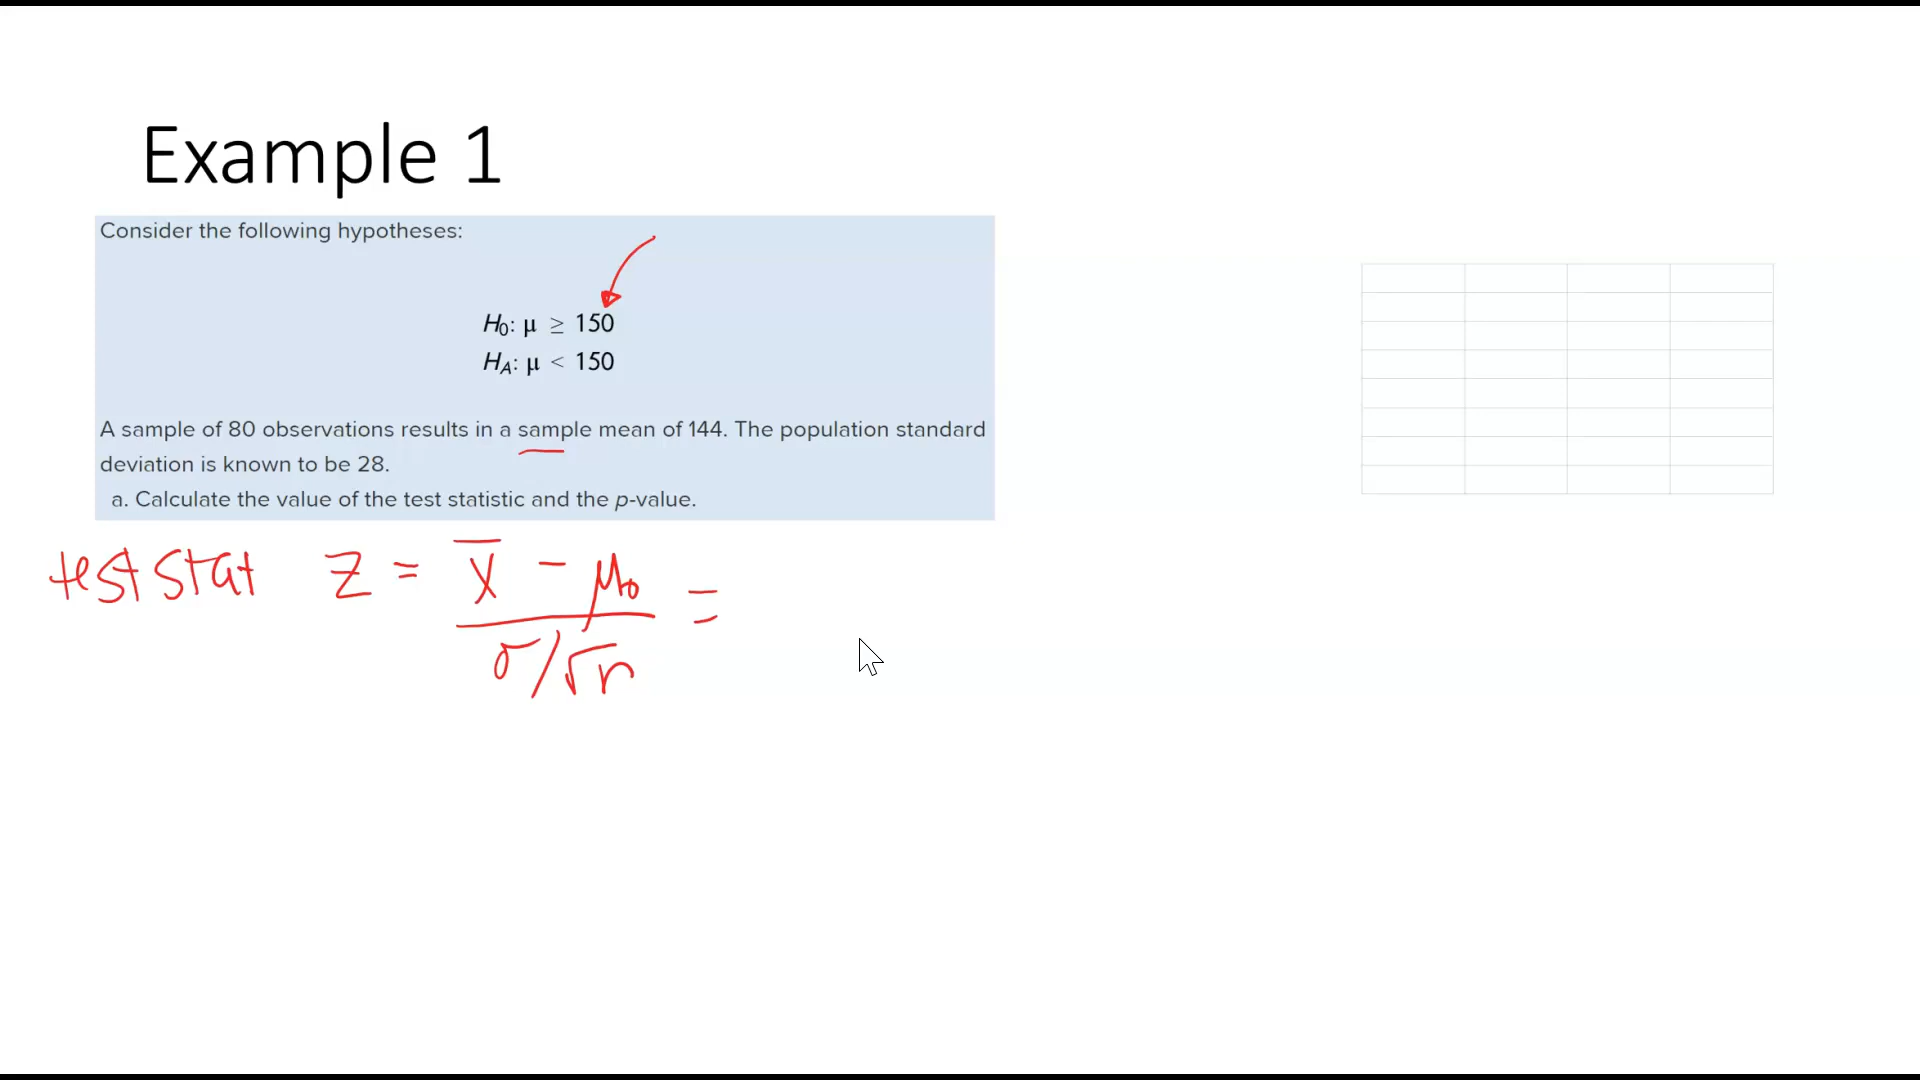 Example 1
Consider the following hypotheses:
H0: μ ≥ 150
HA: μ < 150
A sample of 80 observations results in a sample mean of 144. The population standard
deviation is known to be 28.
a. Calculate the value of the test statistic and the p-value.
test stat Z = x̄ - μ0 =
σ/√n